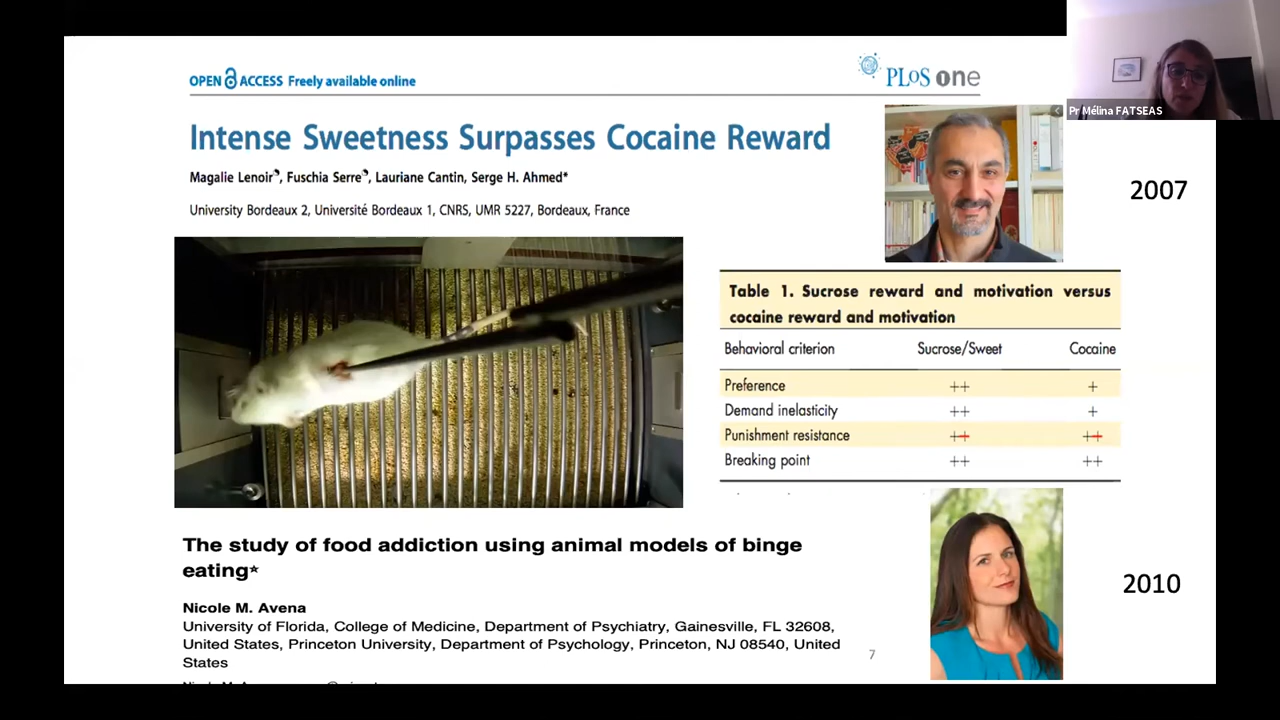 OPEN ACCESS Freely available online
PLoS one
Pr Mélina FATSEAS
Intense Sweetness Surpasses Cocaine Reward
Magalie Lenoir, Fuschia Serre, Lauriane Cantin, Serge H. Ahmed*
University Bordeaux 2, Université Bordeaux 1, CNRS, UMR 5227, Bordeaux, France
2007
Table 1. Sucrose reward and motivation versus
cocaine reward and motivation
Behavioral criterion Sucrose/Sweet Cocaine
Preference ++ +
Demand inelasticity ++ +
Punishment resistance ++ ++
Breaking point ++ ++
The study of food addiction using animal models of binge
eating☆
Nicole M. Avena
University of Florida, College of Medicine, Department of Psychiatry, Gainesville, FL 32608,
United States, Princeton University, Department of Psychology, Princeton, NJ 08540, United
States
2010
7